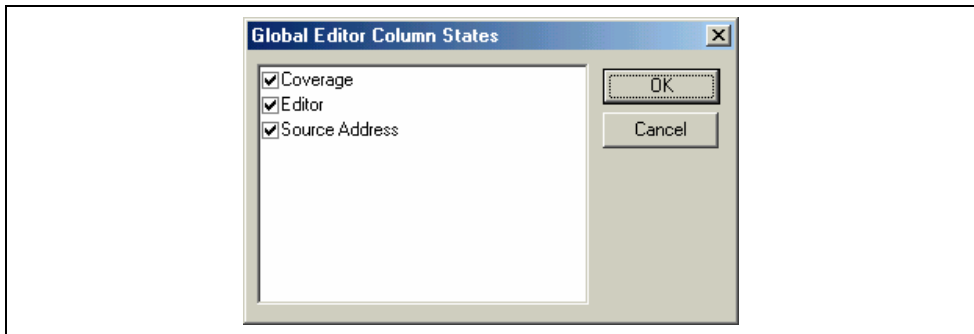 Global Editor Column States
Coverage
Editor
Source Address
OK
Cancel